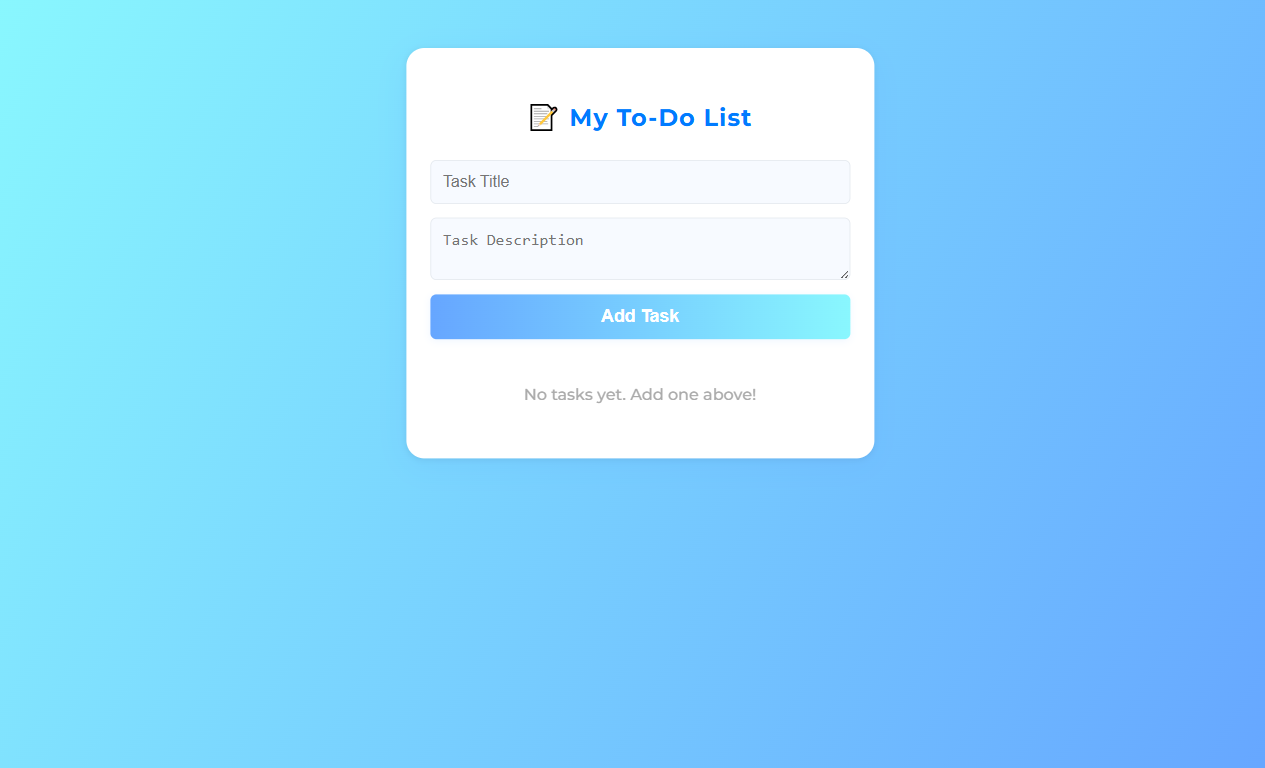 📝 My To-Do List
Task Title
Task Description
Add Task
No tasks yet. Add one above!